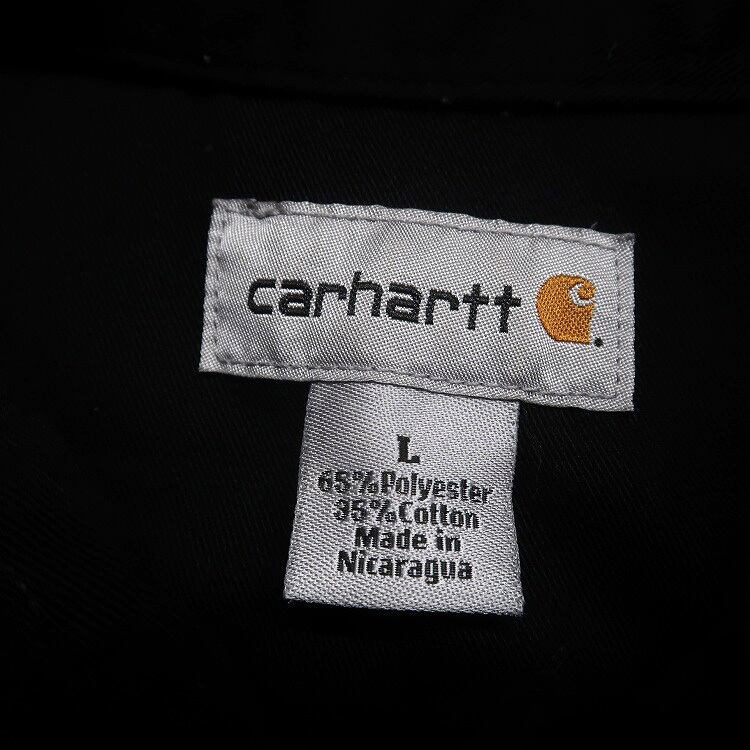 carhartt
L
65%Polyester
35%Cotton
Made in
Nicaragua